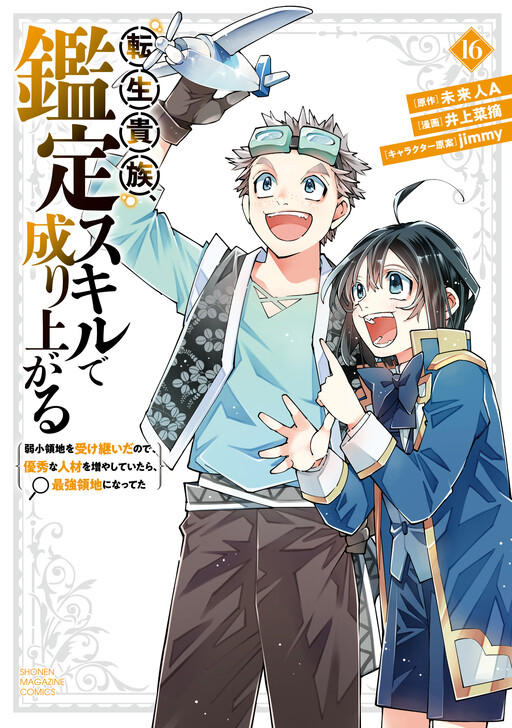 転生貴族、
鑑定スキルで
成り上がる
弱小領地を受け継いだので、
優秀な人材を増やしていたら、
最強領地になってた
16
[原作] 未来人A
[漫画] 井上菜摘
[キャラクター原案] jimmy
SHONEN
MAGAZINE
COMICS